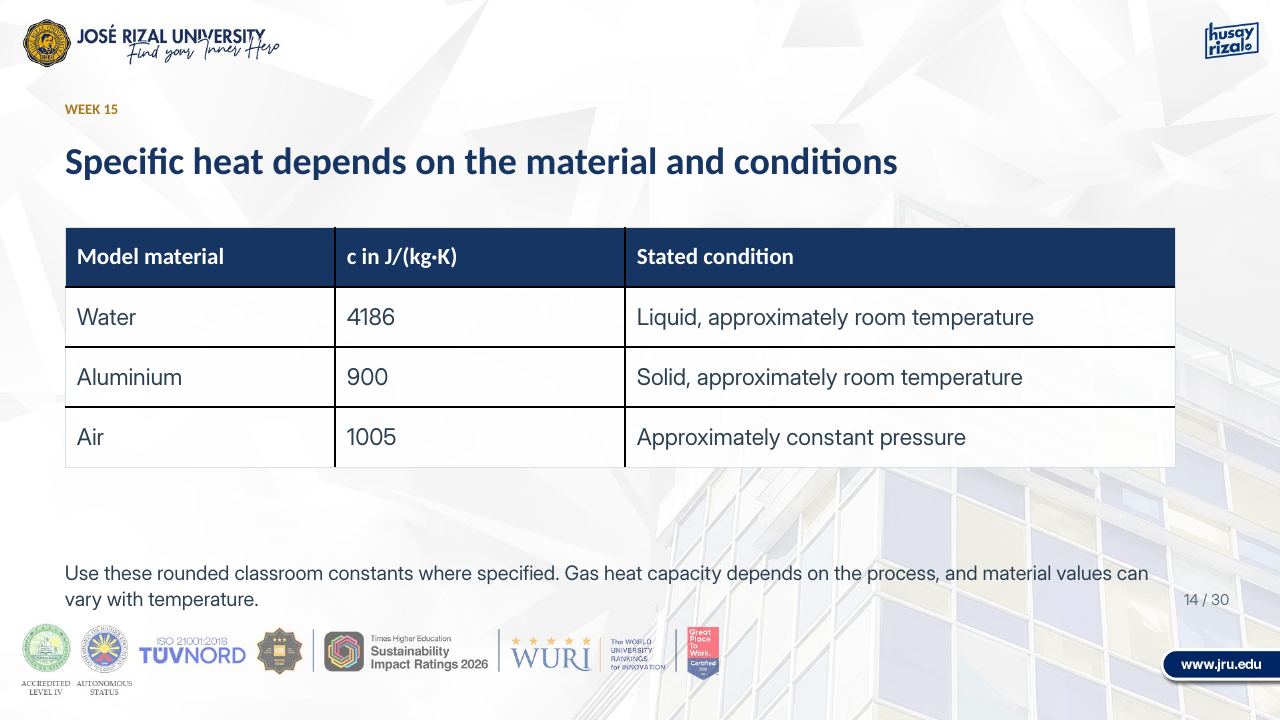 JOSÉ RIZAL UNIVERSITY
Find your Inner Hero
husay
rizal
WEEK 15
Specific heat depends on the material and conditions
Model material c in J/(kg·K) Stated condition
Water 4186 Liquid, approximately room temperature
Aluminium 900 Solid, approximately room temperature
Air 1005 Approximately constant pressure
Use these rounded classroom constants where specified. Gas heat capacity depends on the process, and material values can
vary with temperature.
14 / 30
ACCREDITED
LEVEL IV
AUTONOMOUS
STATUS
ISO 21001:2018
TÜVNORD
Times Higher Education
Sustainability
Impact Ratings 2026
WURI
The WORLD
UNIVERSITY
RANKINGS
for INNOVATION
Great
Place
To
Work.
Certified
www.jru.edu